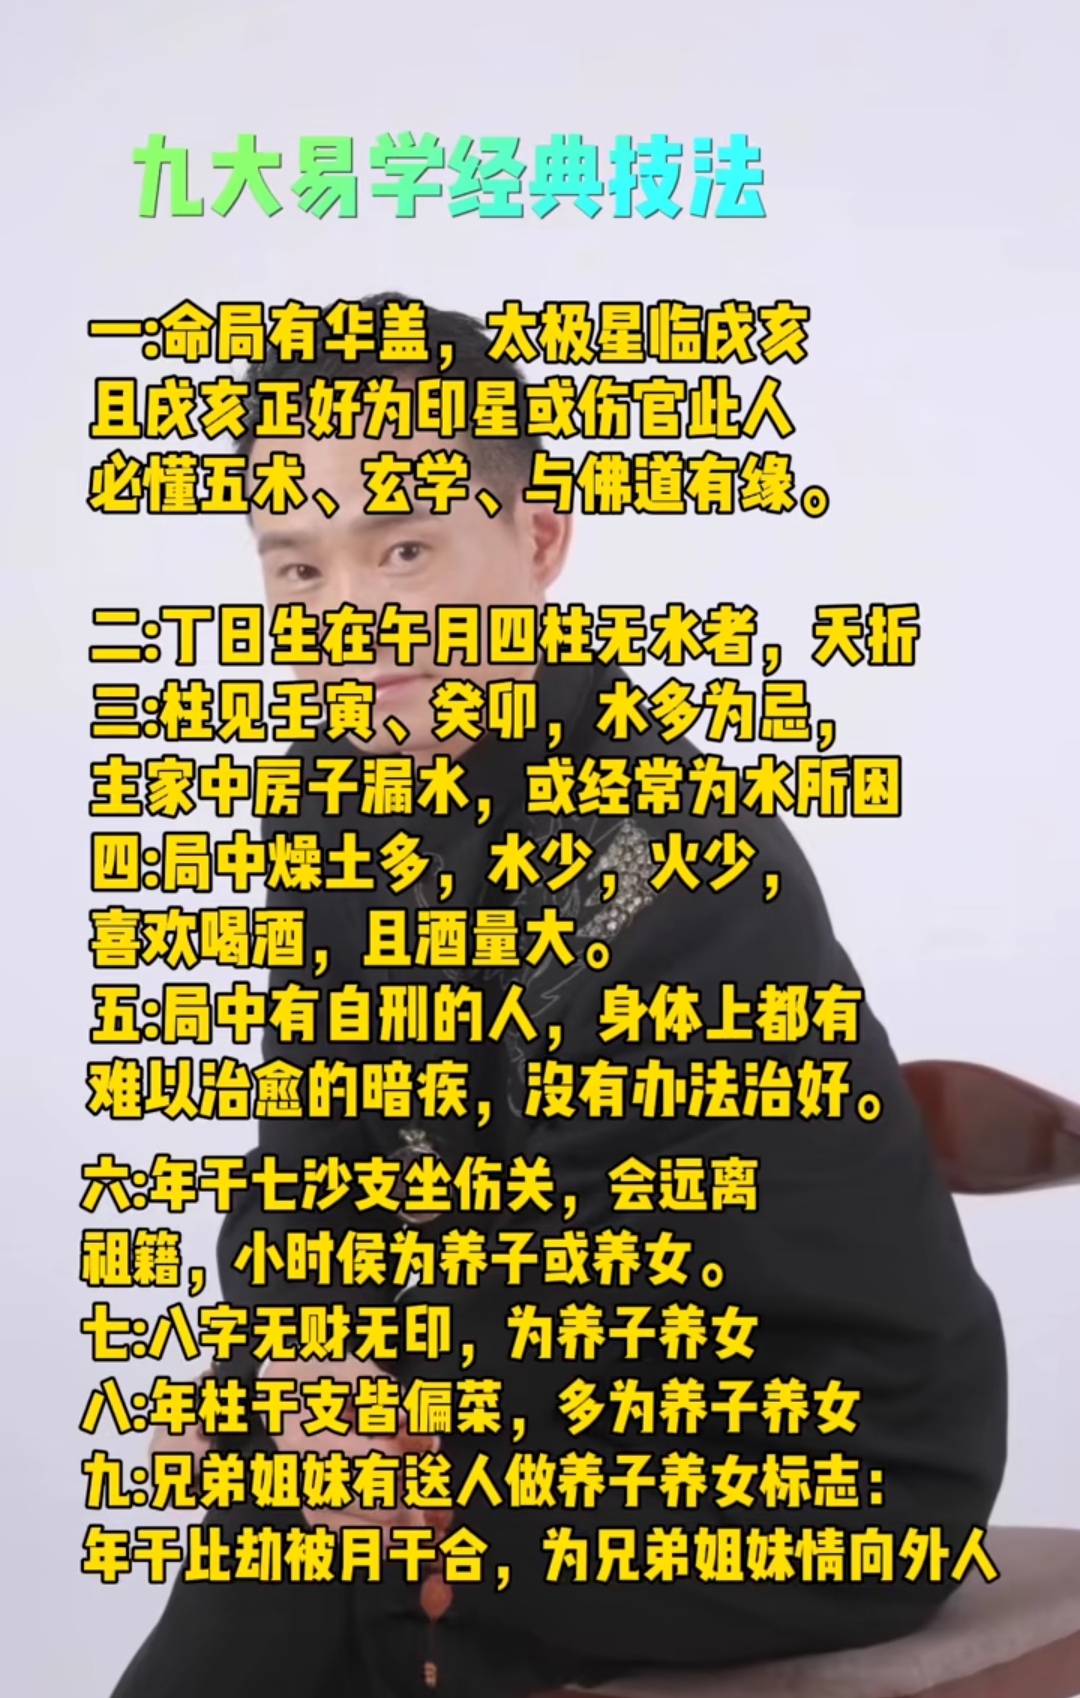 九大易学经典技法
一:命局有华盖，太极星临戌亥
且戌亥正好为印星或伤官此人
必懂五术、玄学、与佛道有缘。
二:丁日生在午月四柱无水者，夭折
三:柱见壬寅、癸卯，水多为忌，
主家中房子漏水，或经常为水所困
四:局中燥土多，水少，火少，
喜欢喝酒，且酒量大。
五:局中有自刑的人，身体上都有
难以治愈的暗疾，没有办法治好。
六:年干七沙支坐伤关，会远离
祖籍，小时侯为养子或养女。
七:八字无财无印，为养子养女
八:年柱干支皆偏菜，多为养子养女
九:兄弟姐妹有送人做养子养女标志：
年干比劫被月干合，为兄弟姐妹情向外人